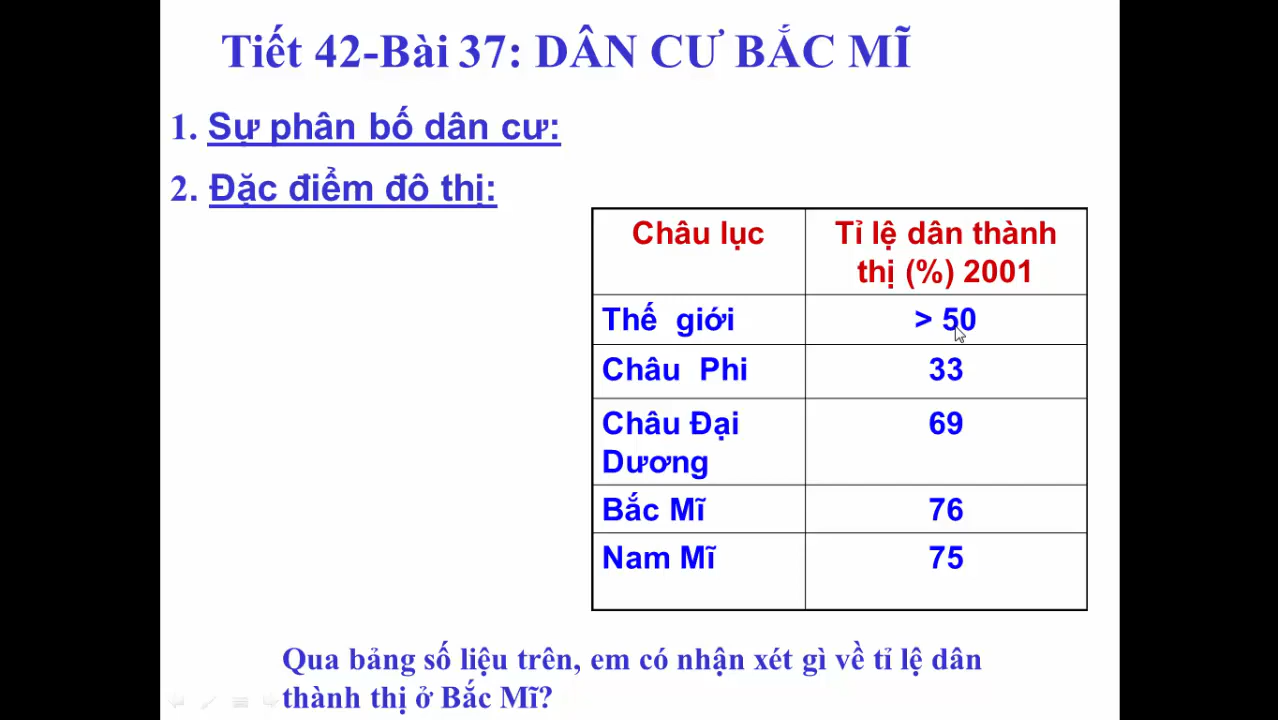 Tiết 42-Bài 37: DÂN CƯ BẮC MĨ
1. Sự phân bố dân cư:
2. Đặc điểm đô thị:
Châu lục
Tỉ lệ dân thành
thị (%) 2001
Thế giới
> 50
Châu Phi
33
Châu Đại
Dương
69
Bắc Mĩ
76
Nam Mĩ
75
Qua bảng số liệu trên, em có nhận xét gì về tỉ lệ dân
thành thị ở Bắc Mĩ?